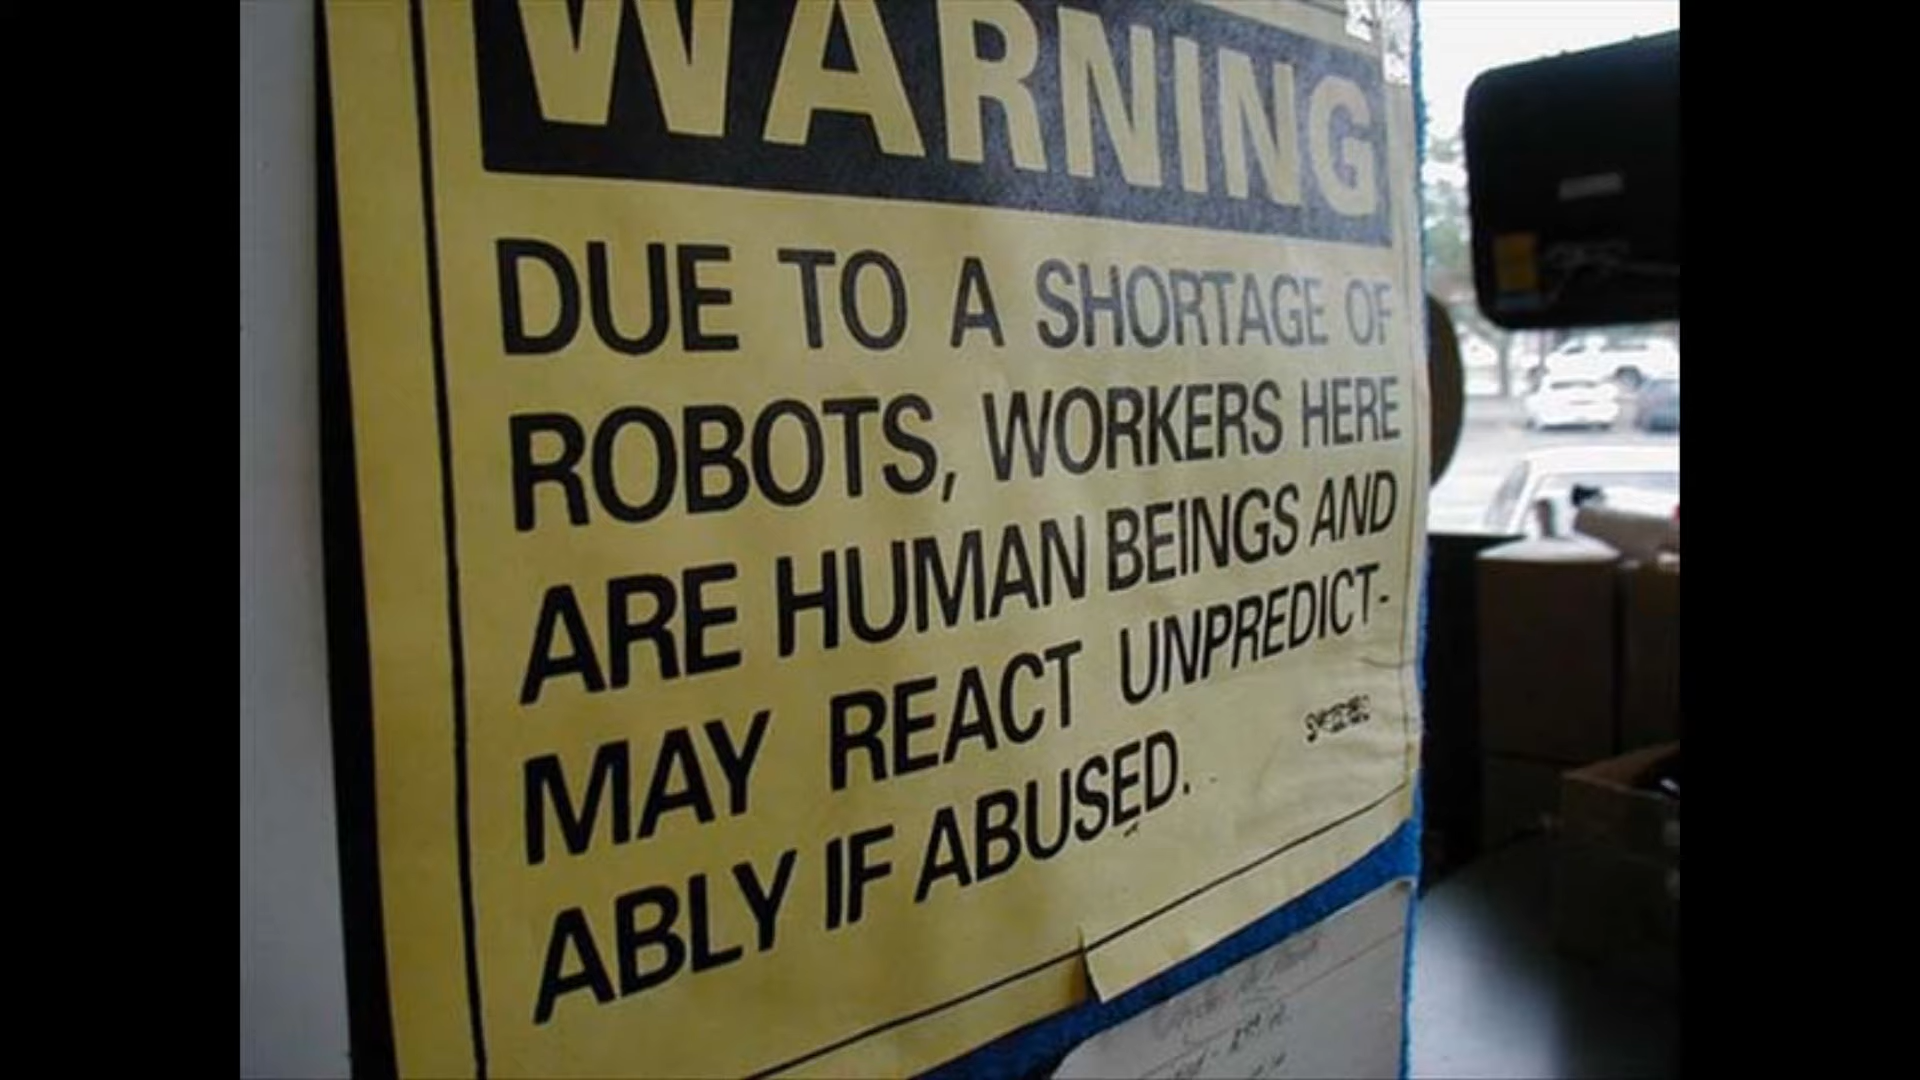 WARNING
DUE TO A SHORTAGE OF
ROBOTS, WORKERS HERE
ARE HUMAN BEINGS AND
MAY REACT UNPREDICT-
ABLY IF ABUSED.